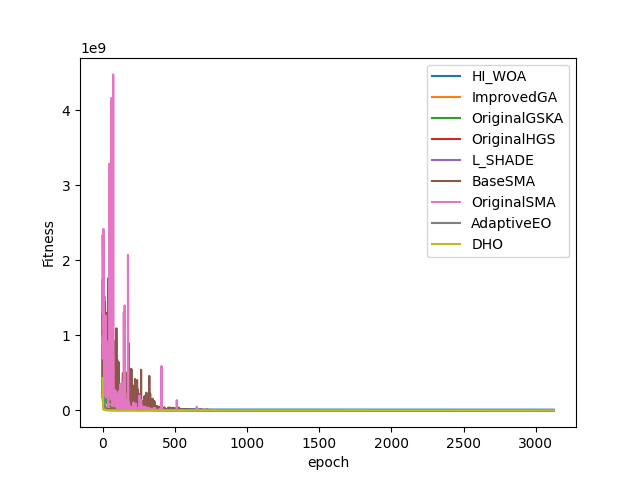 1e9
4
3
2
1
0
Fitness
0
500
1000
1500
2000
2500
3000
epoch
HI_WOA
ImprovedGA
OriginalGSKA
OriginalHGS
L_SHADE
BaseSMA
OriginalSMA
AdaptiveEO
DHO